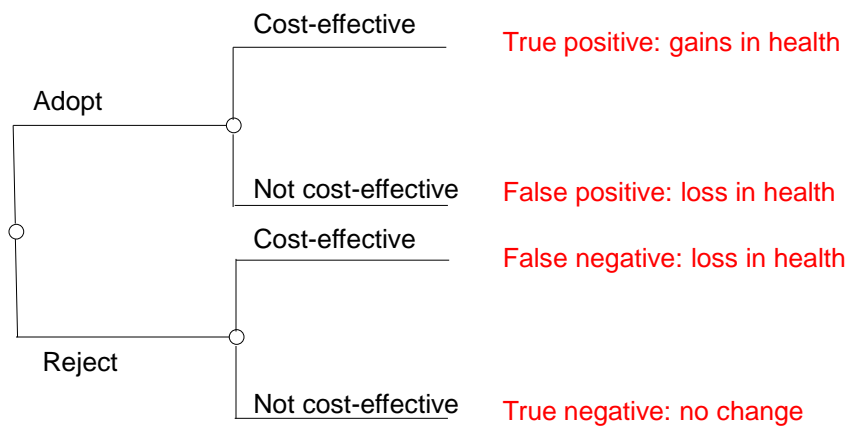 Cost-effective
True positive: gains in health
Adopt
Not cost-effective
False positive: loss in health
Cost-effective
False negative: loss in health
Reject
Not cost-effective
True negative: no change